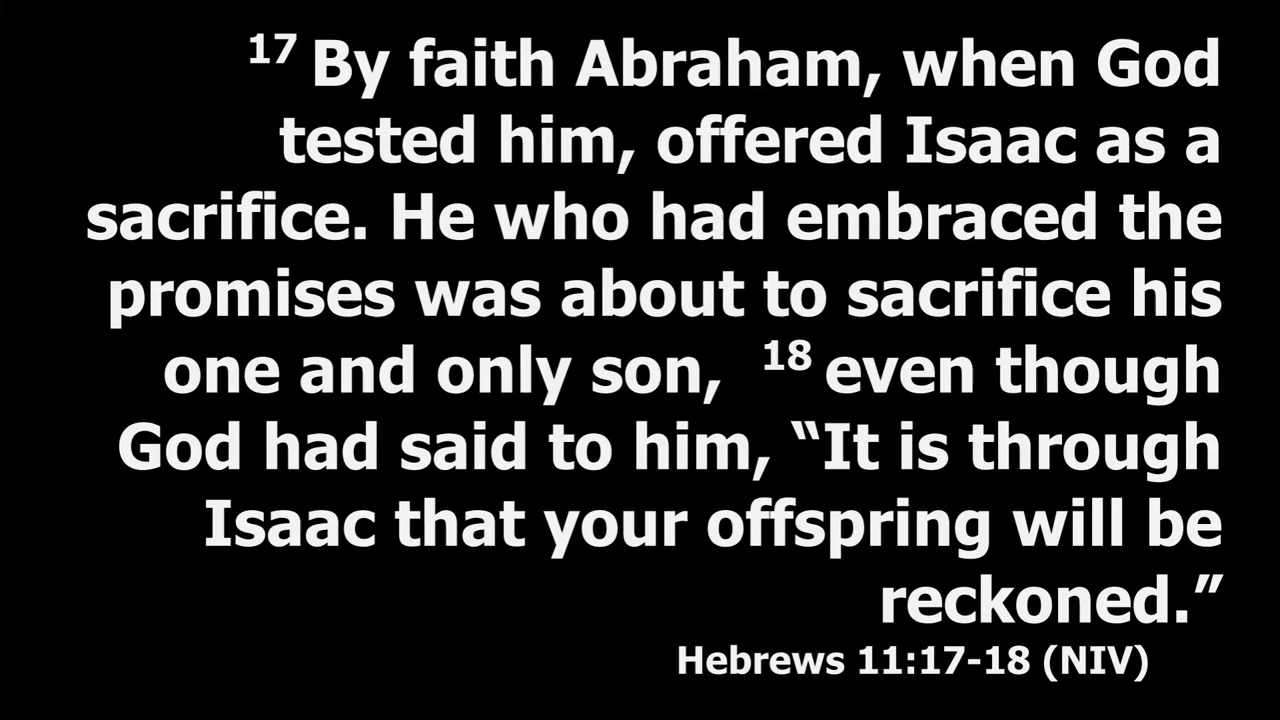 17 By faith Abraham, when God
tested him, offered Isaac as a
sacrifice. He who had embraced the
promises was about to sacrifice his
one and only son, 18 even though
God had said to him, “It is through
Isaac that your offspring will be
reckoned.”
Hebrews 11:17-18 (NIV)